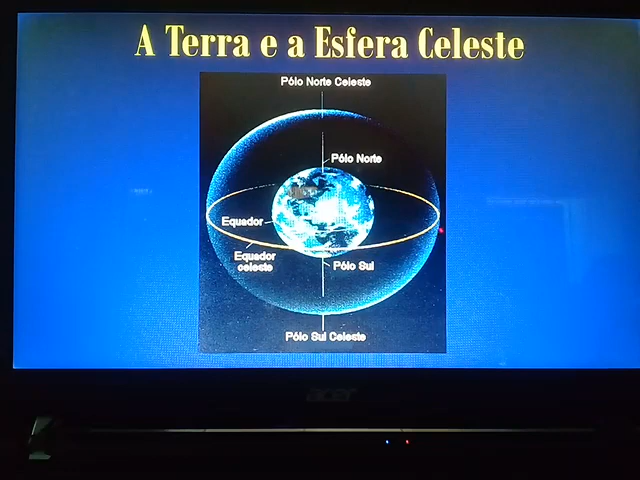 A Terra e a Esfera Celeste
Pólo Norte Celeste
Pólo Norte
Equador
Equador
celeste
Pólo Sul
Pólo Sul Celeste
acer